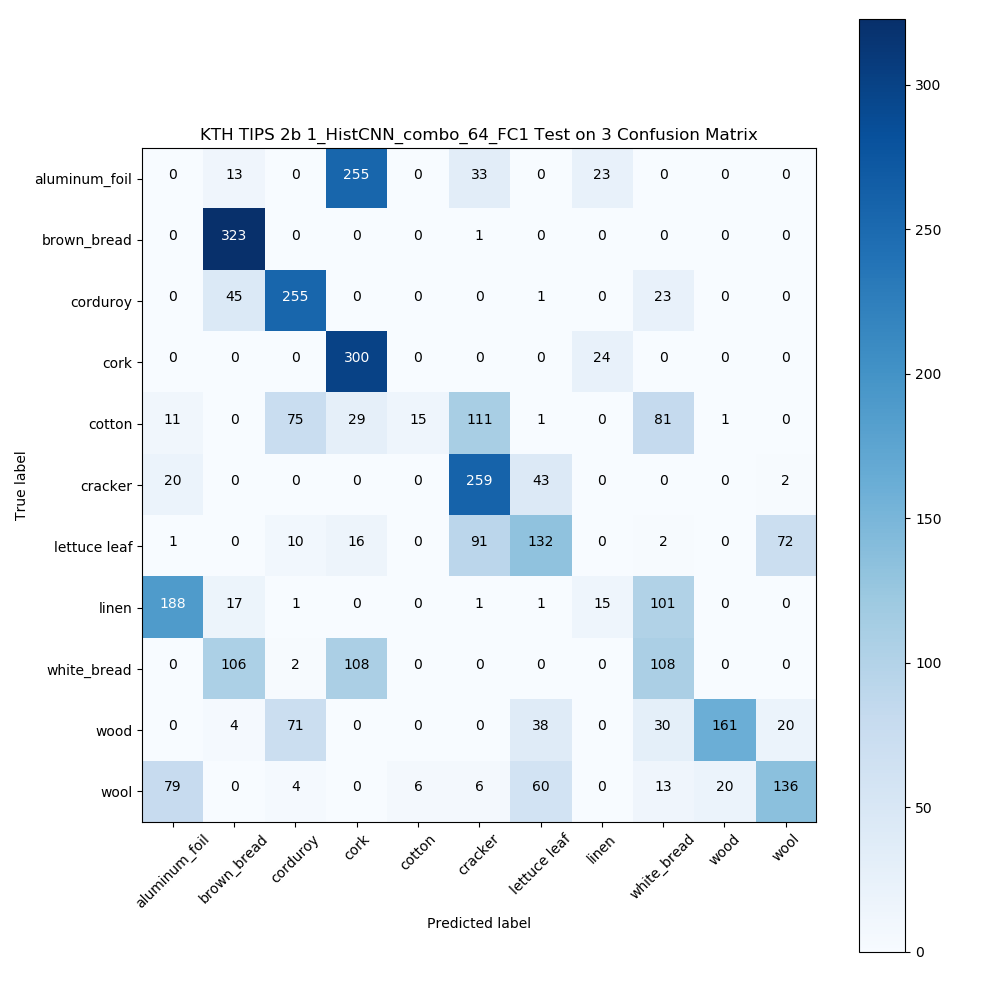 KTH TIPS 2b 1_HistCNN_combo_64_FC1 Test on 3 Confusion Matrix
aluminum_foil 0 13 0 255 0 33 0 23 0 0 0
brown_bread 0 323 0 0 0 1 0 0 0 0 0
corduroy 0 45 255 0 0 0 1 0 23 0 0
cork 0 0 0 300 0 0 0 24 0 0 0
cotton 11 0 75 29 15 111 1 0 81 1 0
cracker 20 0 0 0 0 259 43 0 0 0 2
lettuce leaf 1 0 10 16 0 91 132 0 2 0 72
linen 188 17 1 0 0 1 1 15 101 0 0
white_bread 0 106 2 108 0 0 0 0 108 0 0
wood 0 4 71 0 0 0 38 0 30 161 20
wool 79 0 4 0 6 6 60 0 13 20 136
aluminum_foil brown_bread corduroy cork cotton cracker lettuce leaf linen white_bread wood wool
Predicted label
True label
300
250
200
150
100
50
0